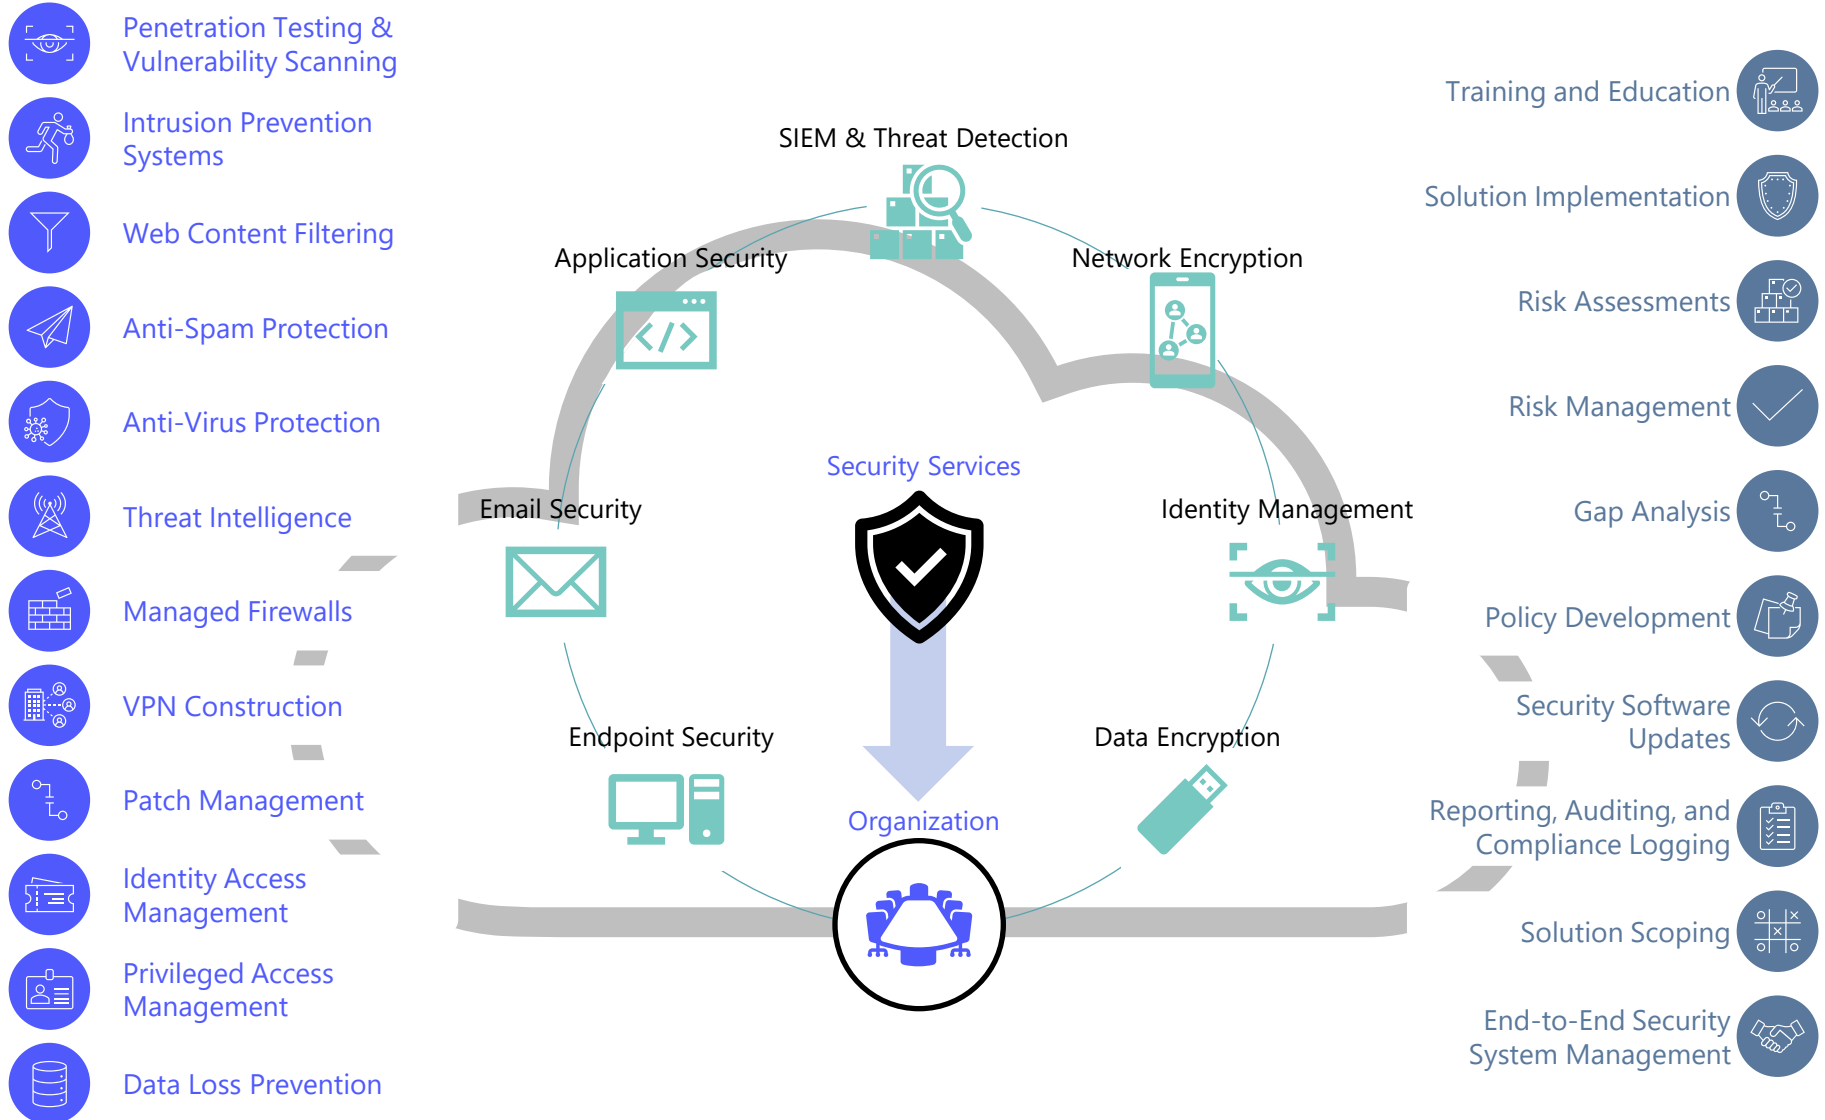 Penetration Testing &
Vulnerability Scanning
Intrusion Prevention
Systems
Web Content Filtering
Anti-Spam Protection
Anti-Virus Protection
Threat Intelligence
Managed Firewalls
VPN Construction
Patch Management
Identity Access
Management
Privileged Access
Management
Data Loss Prevention
SIEM & Threat Detection
Application Security
Network Encryption
Security Services
Email Security
Identity Management
Endpoint Security
Data Encryption
Organization
Training and Education
Solution Implementation
Risk Assessments
Risk Management
Gap Analysis
Policy Development
Security Software
Updates
Reporting, Auditing, and
Compliance Logging
Solution Scoping
End-to-End Security
System Management